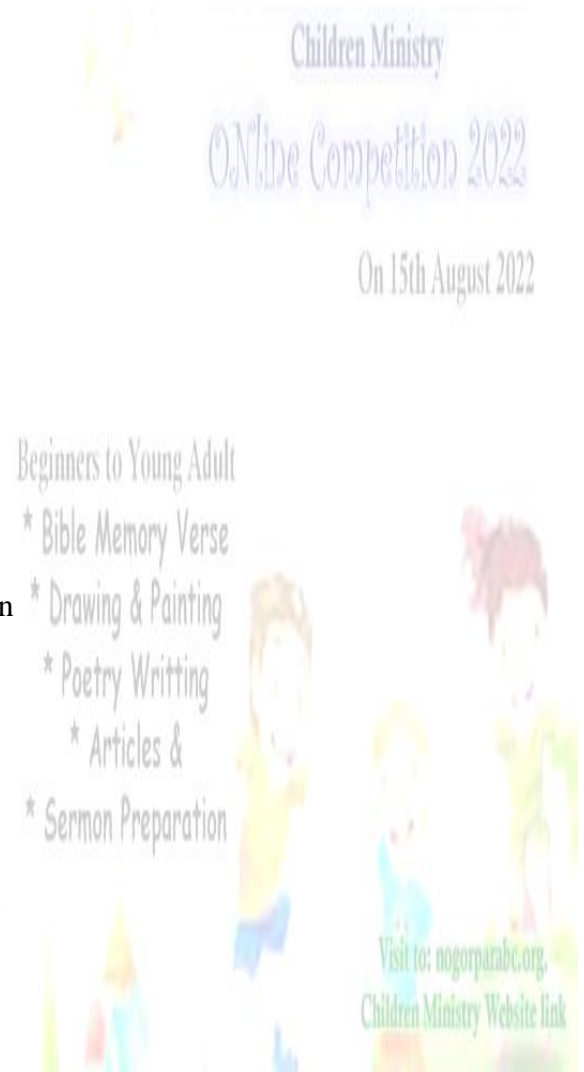 Children Ministry
ONline Competition 2022
On 15th August 2022
Beginners to Young Adult
* Bible Memory Verse
n * Drawing & Painting
* Poetry Writting
* Articles &
* Sermon Preparation
Visit to: nogorparabc.org,
Children Ministry Website link